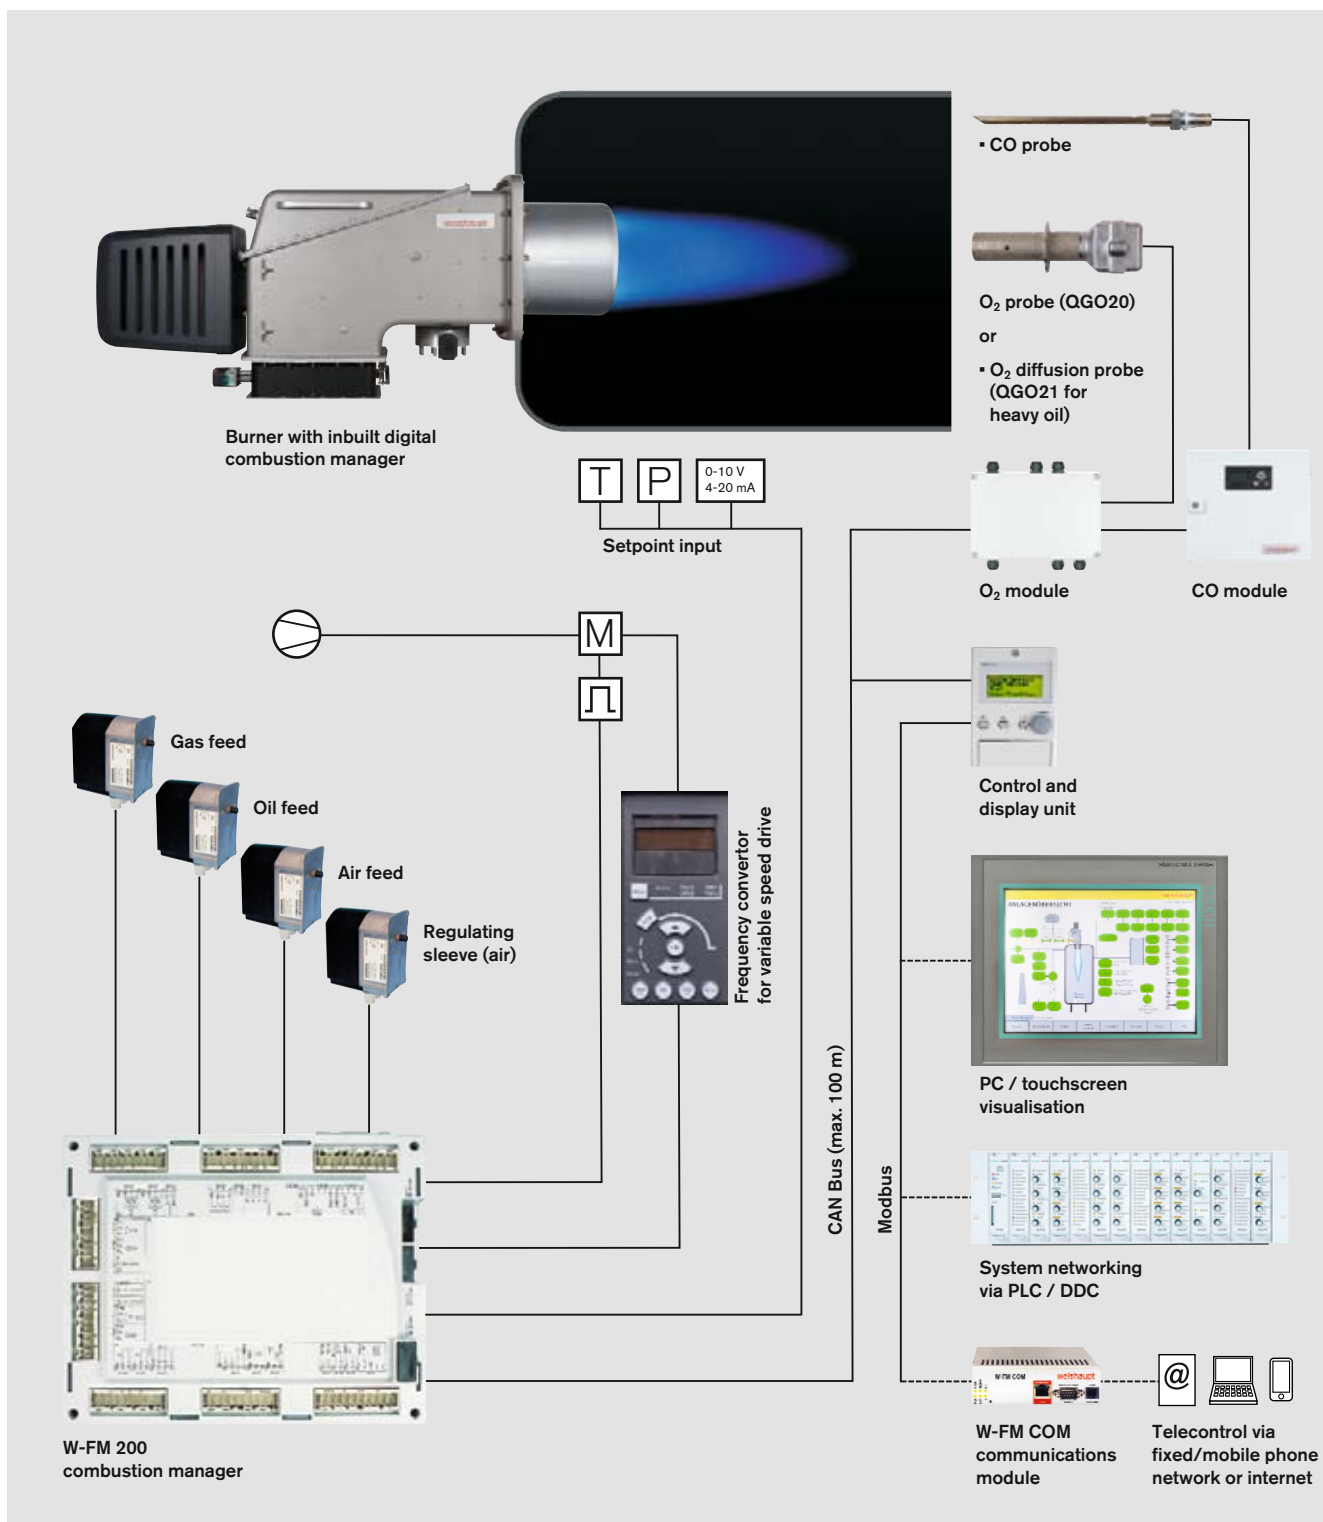 ▪ CO probe
O₂ probe (QGO20)
or
▪ O₂ diffusion probe
(QGO21 for
heavy oil)
Burner with inbuilt digital
combustion manager
T
P
0-10 V
4-20 mA
Setpoint input
O₂ module
CO module
M
Gas feed
Oil feed
Air feed
Regulating
sleeve (air)
Frequency convertor
for variable speed drive
Control and
display unit
ANLAGENÜBERSICHT
PC / touchscreen
visualisation
CAN Bus (max. 100 m)
Modbus
System networking
via PLC / DDC
W-FM COM
weishaupt
@
W-FM 200
combustion manager
W-FM COM
communications
module
Telecontrol via
fixed/mobile phone
network or internet